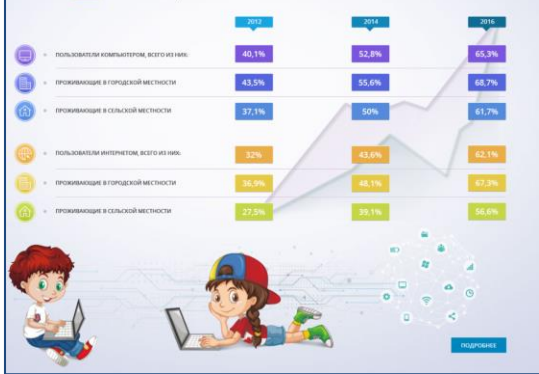 2012 2014 2016
ПОЛЬЗОВАТЕЛИ КОМПЬЮТЕРОМ, ВСЕГО ИЗ НИХ: 40,1% 52,8% 65,3%
ПРОЖИВАЮЩИЕ В ГОРОДСКОЙ МЕСТНОСТИ 43,5% 55,6% 68,7%
ПРОЖИВАЮЩИЕ В СЕЛЬСКОЙ МЕСТНОСТИ 37,1% 50% 61,7%
ПОЛЬЗОВАТЕЛИ ИНТЕРНЕТОМ, ВСЕГО ИЗ НИХ: 32% 43,6% 62,1%
ПРОЖИВАЮЩИЕ В ГОРОДСКОЙ МЕСТНОСТИ 36,9% 48,1% 67,3%
ПРОЖИВАЮЩИЕ В СЕЛЬСКОЙ МЕСТНОСТИ 27,5% 39,1% 56,6%
ПОДРОБНЕЕ